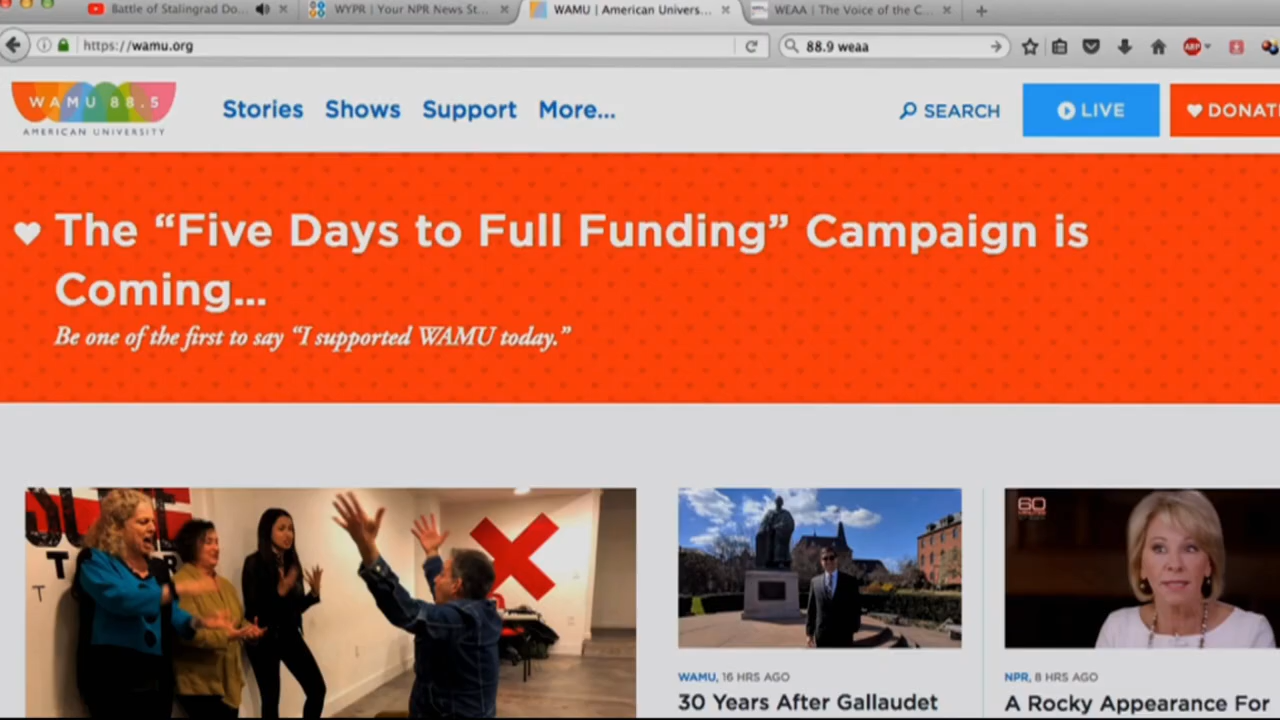 Battle of Stalingrad Do...
WYPR | Your NPR News St...
WAMU | American Univers...
WEAA | The Voice of the C...
https://wamu.org
88.9 weaa
ABP
WAMU 88.5
AMERICAN UNIVERSITY
Stories
Shows
Support
More...
SEARCH
LIVE
DONAT
The “Five Days to Full Funding” Campaign is
Coming...
Be one of the first to say “I supported WAMU today.”
60
MINUTES
WAMU, 16 HRS AGO
30 Years After Gallaudet
NPR, 8 HRS AGO
A Rocky Appearance For